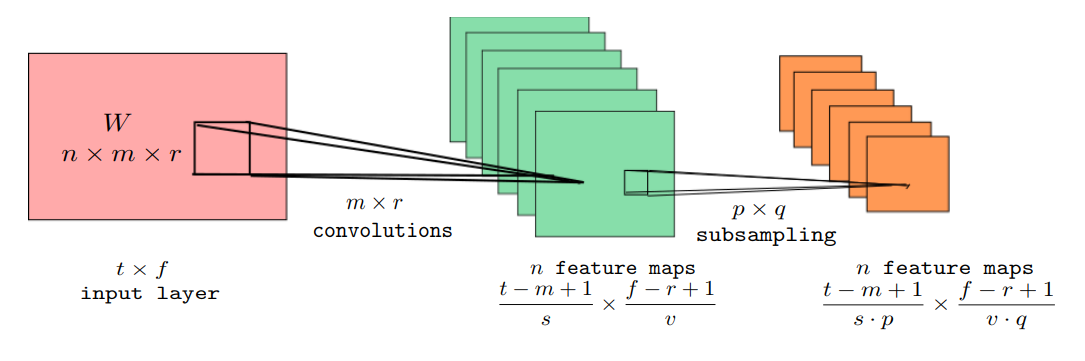 W
n × m × r
m × r
convolutions
p × q
subsampling
t × f
input layer
n feature maps
(t − m + 1)/s × (f − r + 1)/v
n feature maps
(t − m + 1)/(s · p) × (f − r + 1)/(v · q)